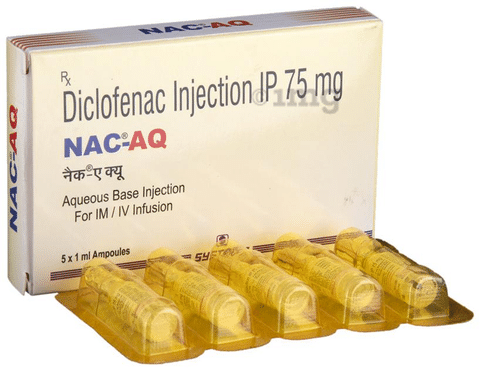 Rx
Diclofenac Injection IP 75 mg
1mg
NAC®-AQ
नैक®-ए क्यू
Aqueous Base Injection
For IM / IV Infusion
5 x 1 ml Ampoules
NAC-AQ